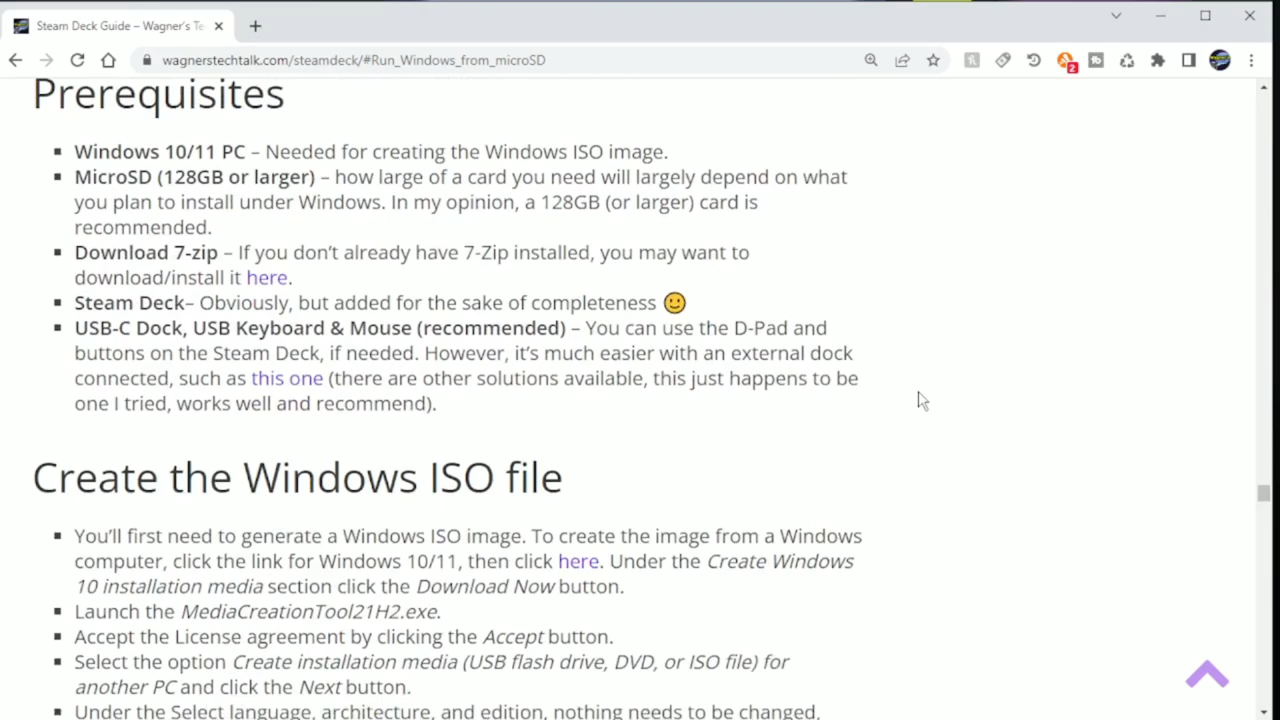 Steam Deck Guide – Wagner's Te
wagnerstechtalk.com/steamdeck/#Run_Windows_from_microSD
2
Prerequisites
▪ Windows 10/11 PC – Needed for creating the Windows ISO image.
▪ MicroSD (128GB or larger) – how large of a card you need will largely depend on what
you plan to install under Windows. In my opinion, a 128GB (or larger) card is
recommended.
▪ Download 7-zip – If you don't already have 7-Zip installed, you may want to
download/install it here.
▪ Steam Deck– Obviously, but added for the sake of completeness 🙂
▪ USB-C Dock, USB Keyboard & Mouse (recommended) – You can use the D-Pad and
buttons on the Steam Deck, if needed. However, it's much easier with an external dock
connected, such as this one (there are other solutions available, this just happens to be
one I tried, works well and recommend).
Create the Windows ISO file
▪ You'll first need to generate a Windows ISO image. To create the image from a Windows
computer, click the link for Windows 10/11, then click here. Under the Create Windows
10 installation media section click the Download Now button.
▪ Launch the MediaCreationTool21H2.exe.
▪ Accept the License agreement by clicking the Accept button.
▪ Select the option Create installation media (USB flash drive, DVD, or ISO file) for
another PC and click the Next button.
▪ Under the Select language, architecture, and edition, nothing needs to be changed,